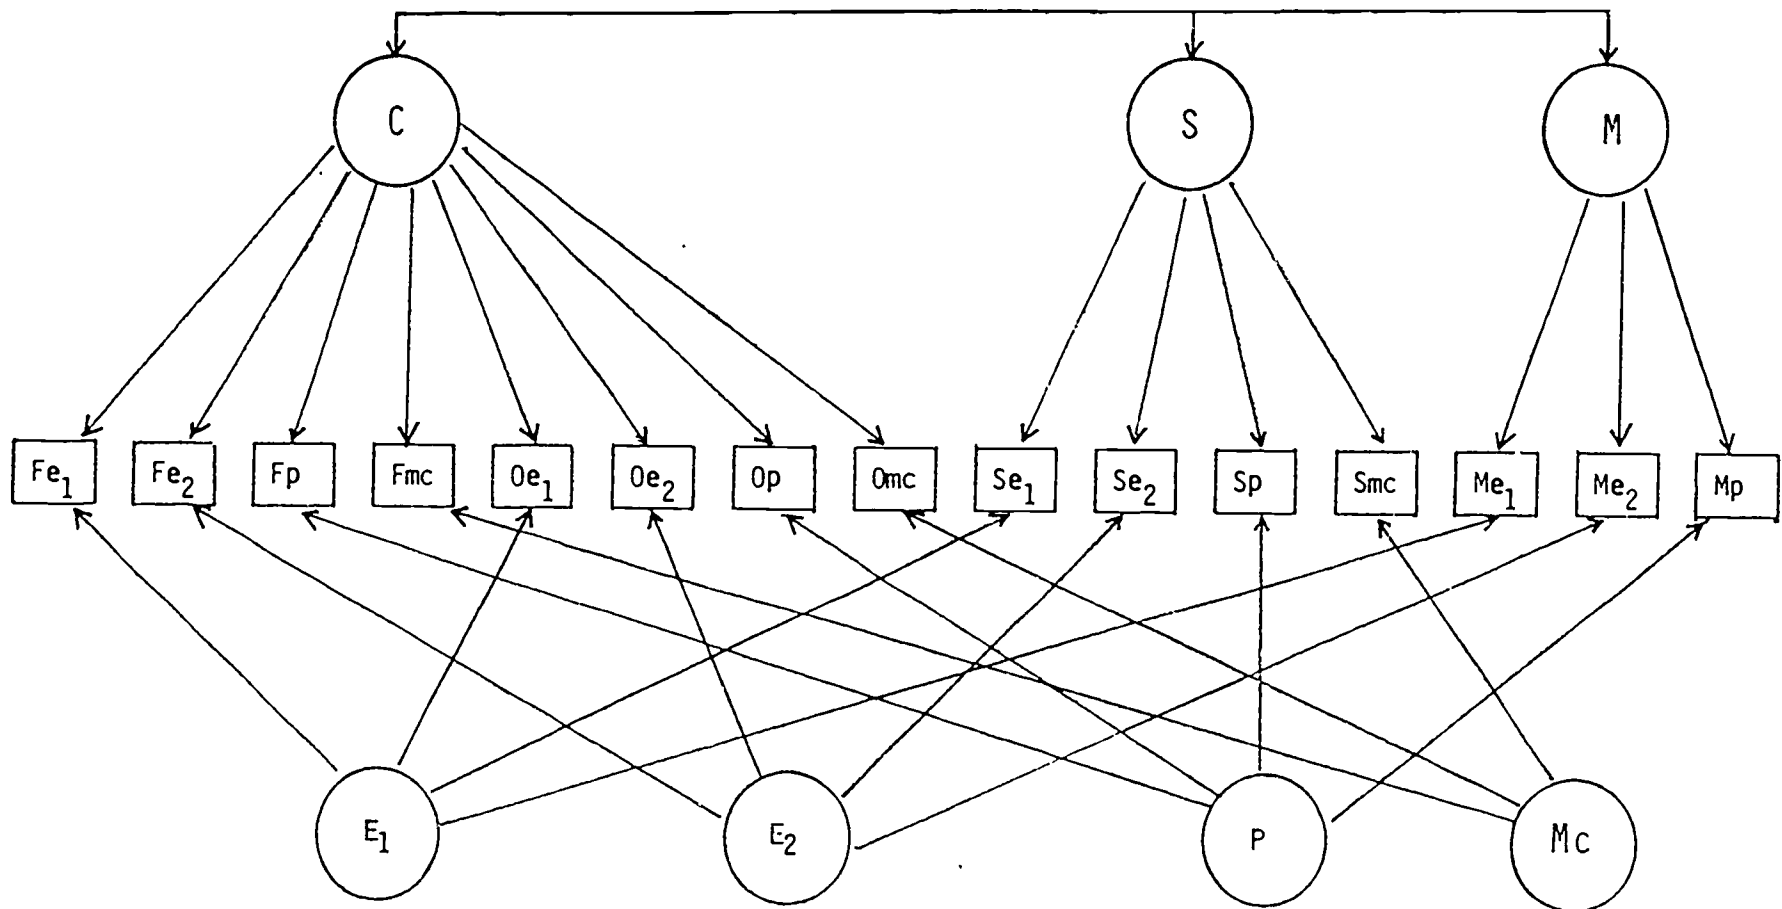 C S M
Fe₁ Fe₂ Fp Fmc Oe₁ Oe₂ Op Omc Se₁ Se₂ Sp Smc Me₁ Me₂ Mp
E₁ E₂ P Mc